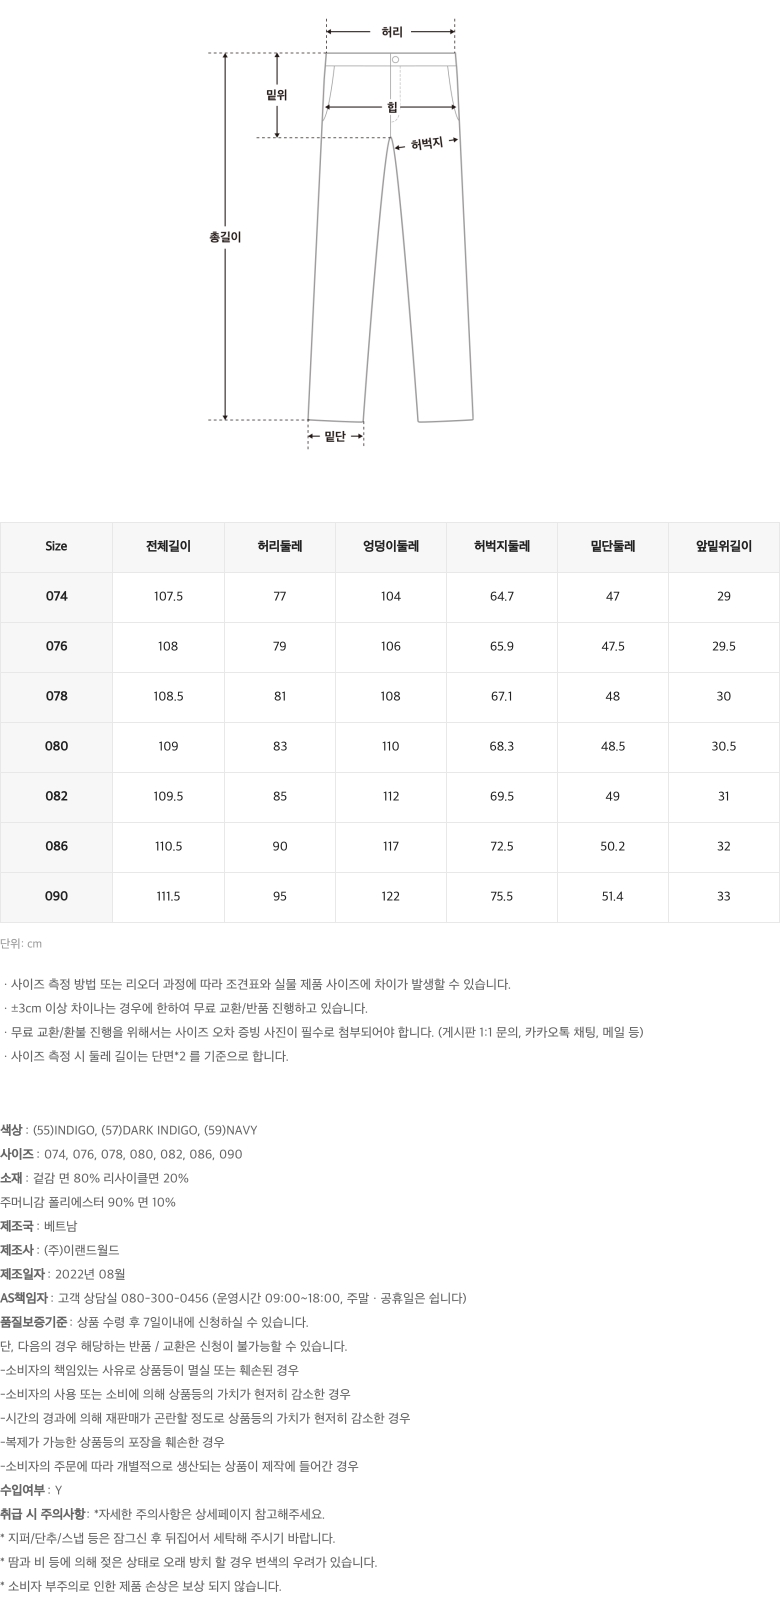 허리
밑위
힙
허벅지
총길이
밑단
Size 전체길이 허리둘레 엉덩이둘레 허벅지둘레 밑단둘레 앞밑위길이
074 107.5 77 104 64.7 47 29
076 108 79 106 65.9 47.5 29.5
078 108.5 81 108 67.1 48 30
080 109 83 110 68.3 48.5 30.5
082 109.5 85 112 69.5 49 31
086 110.5 90 117 72.5 50.2 32
090 111.5 95 122 75.5 51.4 33
단위: cm
· 사이즈 측정 방법 또는 리오더 과정에 따라 조견표와 실물 제품 사이즈에 차이가 발생할 수 있습니다.
· ±3cm 이상 차이나는 경우에 한하여 무료 교환/반품 진행하고 있습니다.
· 무료 교환/환불 진행을 위해서는 사이즈 오차 증빙 사진이 필수로 첨부되어야 합니다. (게시판 1:1 문의, 카카오톡 채팅, 메일 등)
· 사이즈 측정 시 둘레 길이는 단면*2 를 기준으로 합니다.
색상 : (55)INDIGO, (57)DARK INDIGO, (59)NAVY
사이즈 : 074, 076, 078, 080, 082, 086, 090
소재 : 겉감 면 80% 리사이클면 20%
주머니감 폴리에스터 90% 면 10%
제조국 : 베트남
제조사 : (주)이랜드월드
제조일자 : 2022년 08월
AS책임자 : 고객 상담실 080-300-0456 (운영시간 09:00~18:00, 주말 · 공휴일은 쉽니다)
품질보증기준 : 상품 수령 후 7일이내에 신청하실 수 있습니다.
단, 다음의 경우 해당하는 반품 / 교환은 신청이 불가능할 수 있습니다.
-소비자의 책임있는 사유로 상품등이 멸실 또는 훼손된 경우
-소비자의 사용 또는 소비에 의해 상품등의 가치가 현저히 감소한 경우
-시간의 경과에 의해 재판매가 곤란할 정도로 상품등의 가치가 현저히 감소한 경우
-복제가 가능한 상품등의 포장을 훼손한 경우
-소비자의 주문에 따라 개별적으로 생산되는 상품이 제작에 들어간 경우
수입여부 : Y
취급 시 주의사항 : *자세한 주의사항은 상세페이지 참고해주세요.
* 지퍼/단추/스냅 등은 잠그신 후 뒤집어서 세탁해 주시기 바랍니다.
* 땀과 비 등에 의해 젖은 상태로 오래 방치 할 경우 변색의 우려가 있습니다.
* 소비자 부주의로 인한 제품 손상은 보상 되지 않습니다.